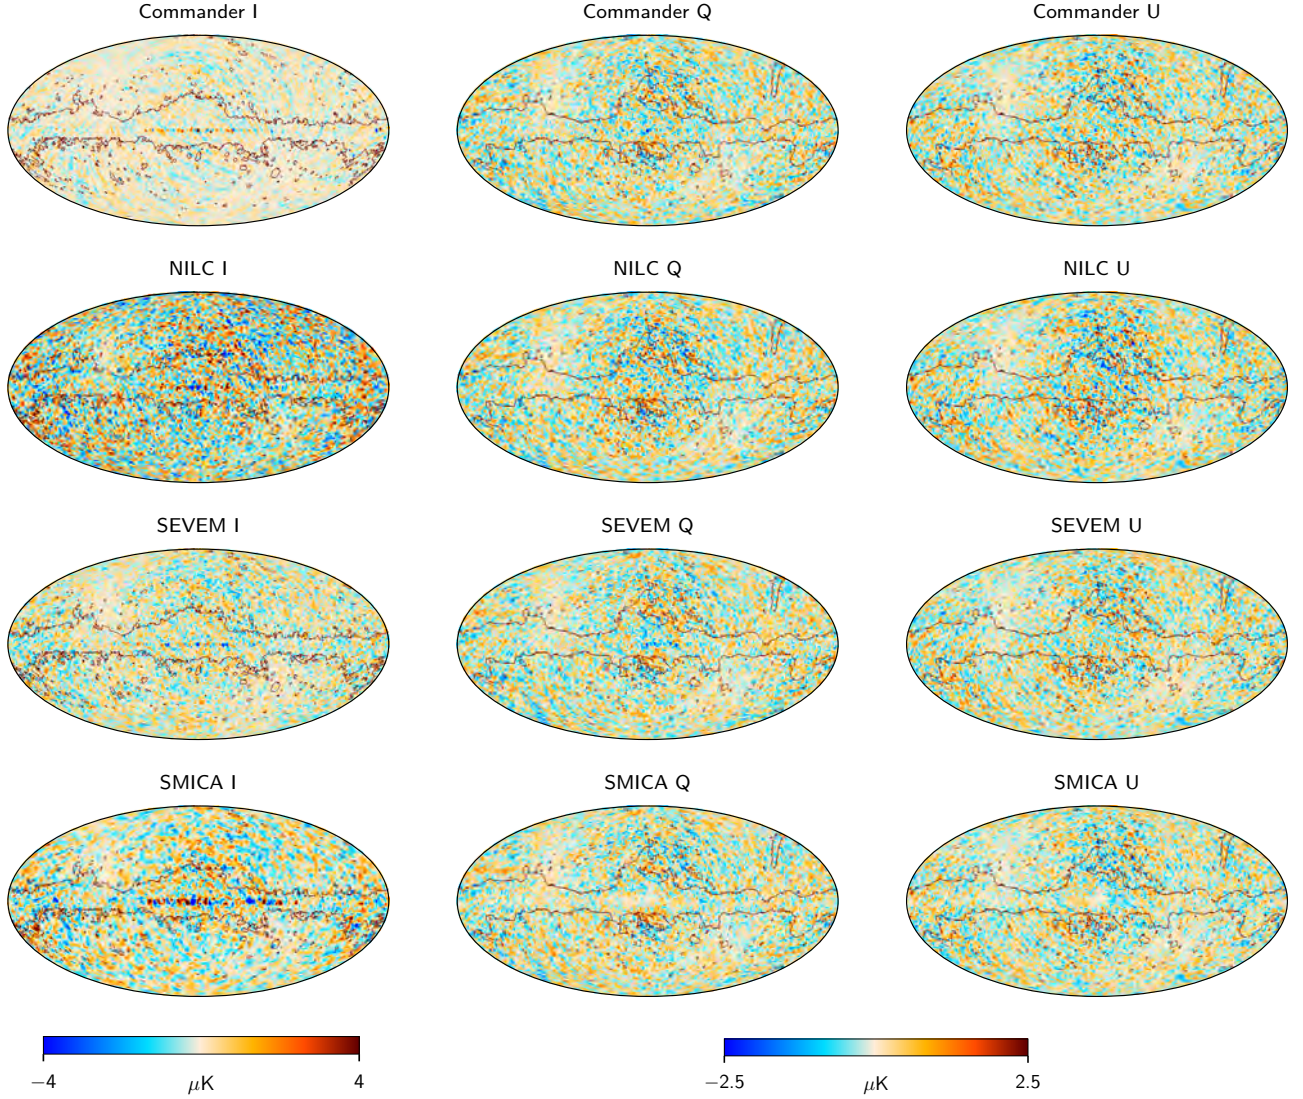 Commander I Commander Q Commander U
NILC I NILC Q NILC U
SEVEM I SEVEM Q SEVEM U
SMICA I SMICA Q SMICA U
−4 μK 4 −2.5 μK 2.5